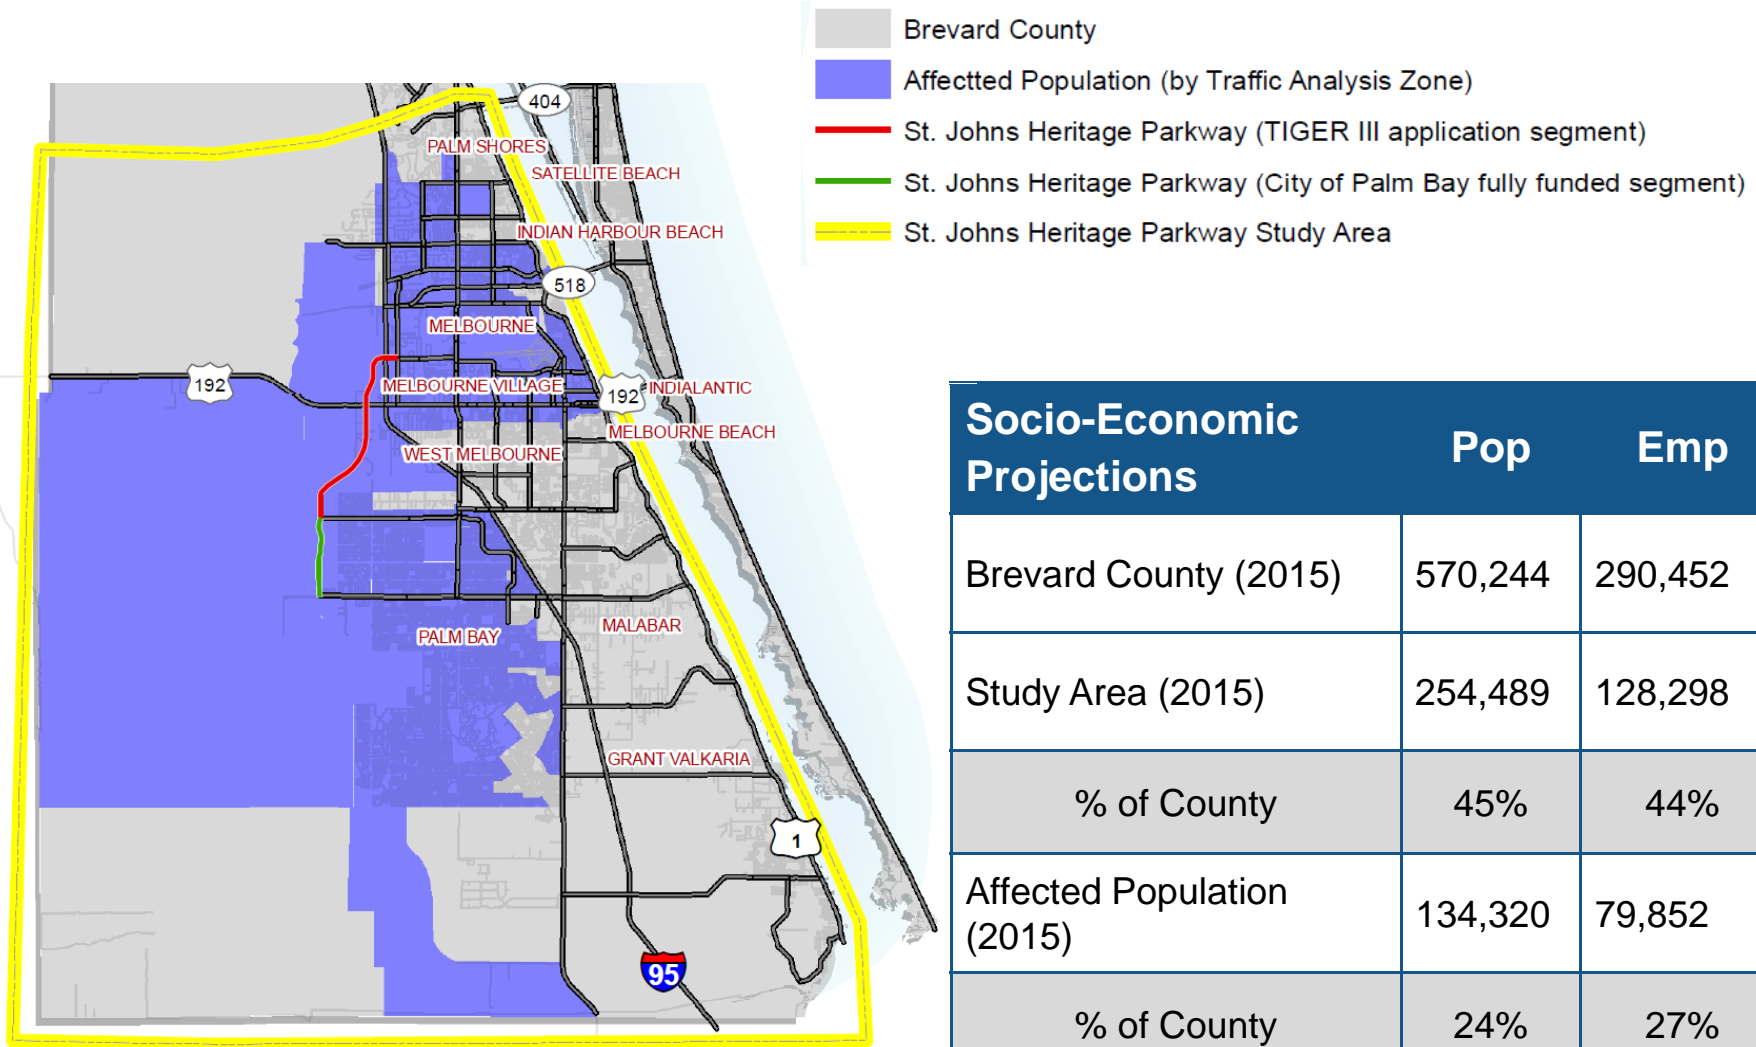 Brevard County
Affectted Population (by Traffic Analysis Zone)
St. Johns Heritage Parkway (TIGER III application segment)
St. Johns Heritage Parkway (City of Palm Bay fully funded segment)
St. Johns Heritage Parkway Study Area
404
PALM SHORES
SATELLITE BEACH
INDIAN HARBOUR BEACH
518
MELBOURNE
192
MELBOURNE VILLAGE
192
INDIALANTIC
MELBOURNE BEACH
WEST MELBOURNE
PALM BAY
MALABAR
GRANT VALKARIA
1
95
Socio-Economic
Projections
Pop
Emp
Brevard County (2015)
570,244
290,452
Study Area (2015)
254,489
128,298
% of County
45%
44%
Affected Population
(2015)
134,320
79,852
% of County
24%
27%